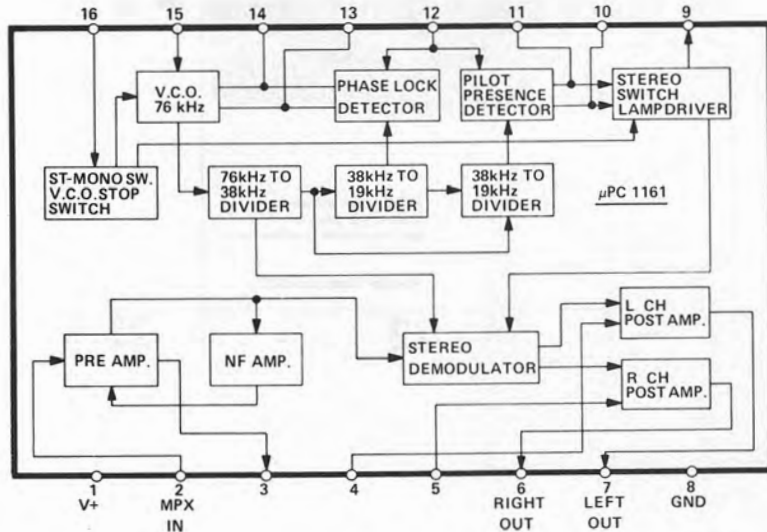 16 15 14 13 12 11 10 9
V.C.O.
76 kHz
PHASE LOCK
DETECTOR
PILOT
PRESENCE
DETECTOR
STEREO
SWITCH
LAMPDRIVER
ST-MONO SW.
V.C.O. STOP
SWITCH
76kHz TO
38kHz
DIVIDER
38kHz
TO
19kHz
DIVIDER
38kHz
TO
19kHz
DIVIDER
µPC 1161
PRE AMP.
NF AMP.
STEREO
DEMODULATOR
L CH
POST AMP.
R CH
POST AMP.
1 2 3 4 5 6 7 8
V+
MPX
IN
RIGHT
OUT
LEFT
OUT
GND